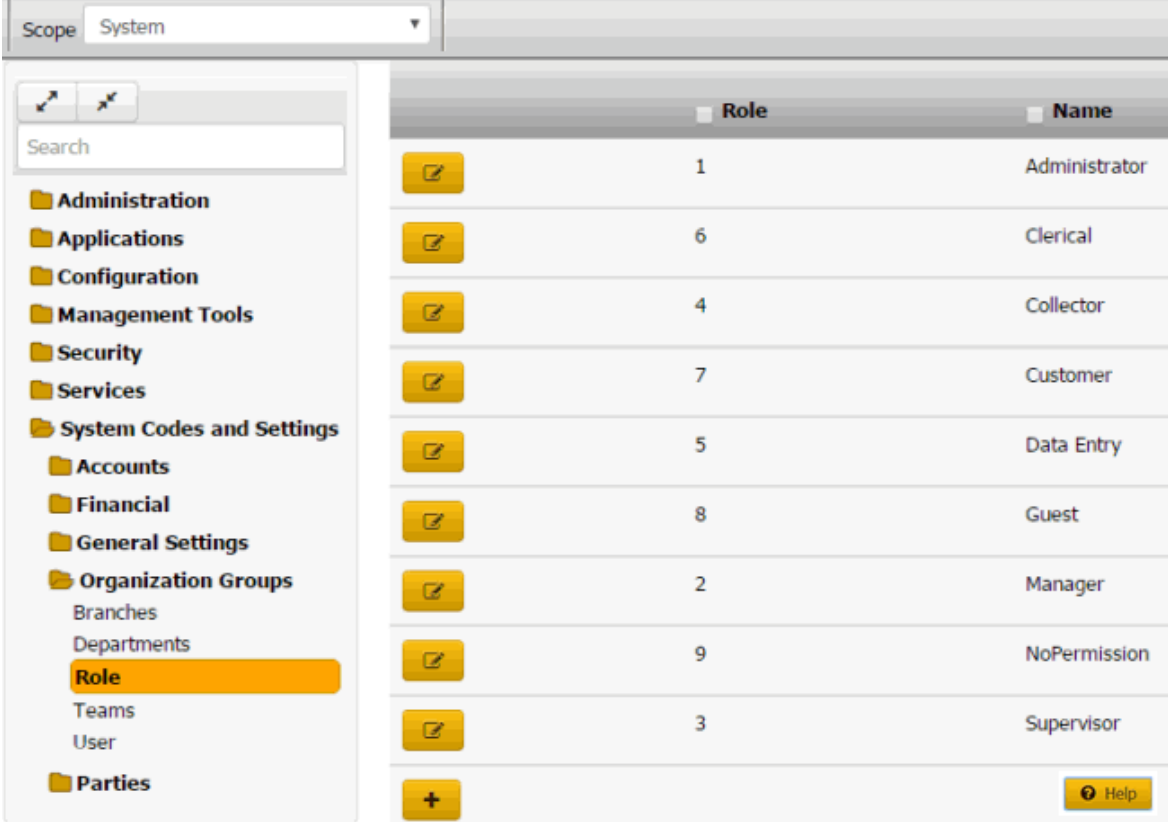 Scope System
Search
Administration
Applications
Configuration
Management Tools
Security
Services
System Codes and Settings
Accounts
Financial
General Settings
Organization Groups
Branches
Departments
Role
Teams
User
Parties
Role Name
1 Administrator
6 Clerical
4 Collector
7 Customer
5 Data Entry
8 Guest
2 Manager
9 NoPermission
3 Supervisor
Help